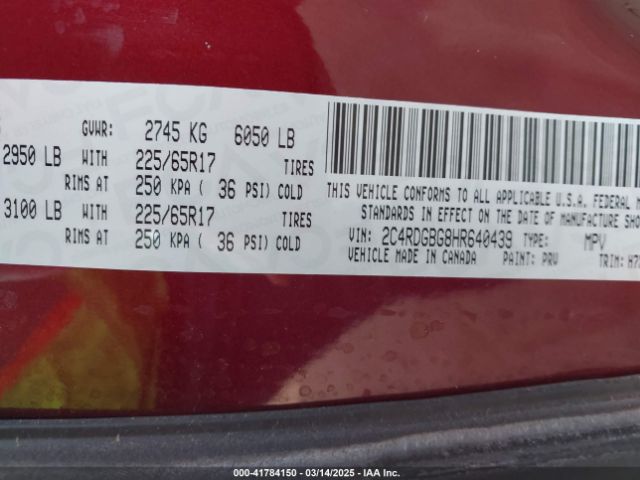 GVWR: 2745 KG 6050 LB
2950 LB WITH 225/65R17 TIRES
RIMS AT 250 KPA ( 36 PSI) COLD
3100 LB WITH 225/65R17 TIRES
RIMS AT 250 KPA ( 36 PSI) COLD
THIS VEHICLE CONFORMS TO ALL APPLICABLE U.S.A. FEDERAL M
STANDARDS IN EFFECT ON THE DATE OF MANUFACTURE SHO
VIN: 2C4RDGBG8HR640439 TYPE: MPV
VEHICLE MADE IN CANADA PAINT: PRV TRIM:
000-41784150 • 03/14/2025 • IAA Inc.